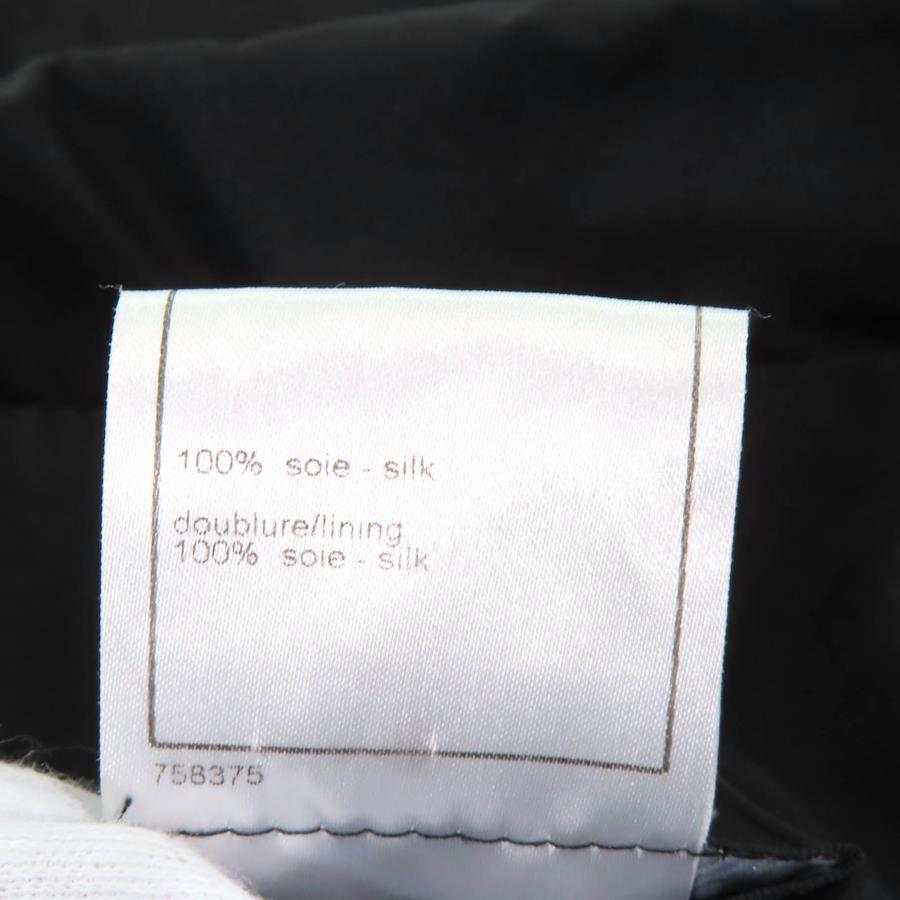 100% soie - silk
doublure/lining
100% soie - silk
758375